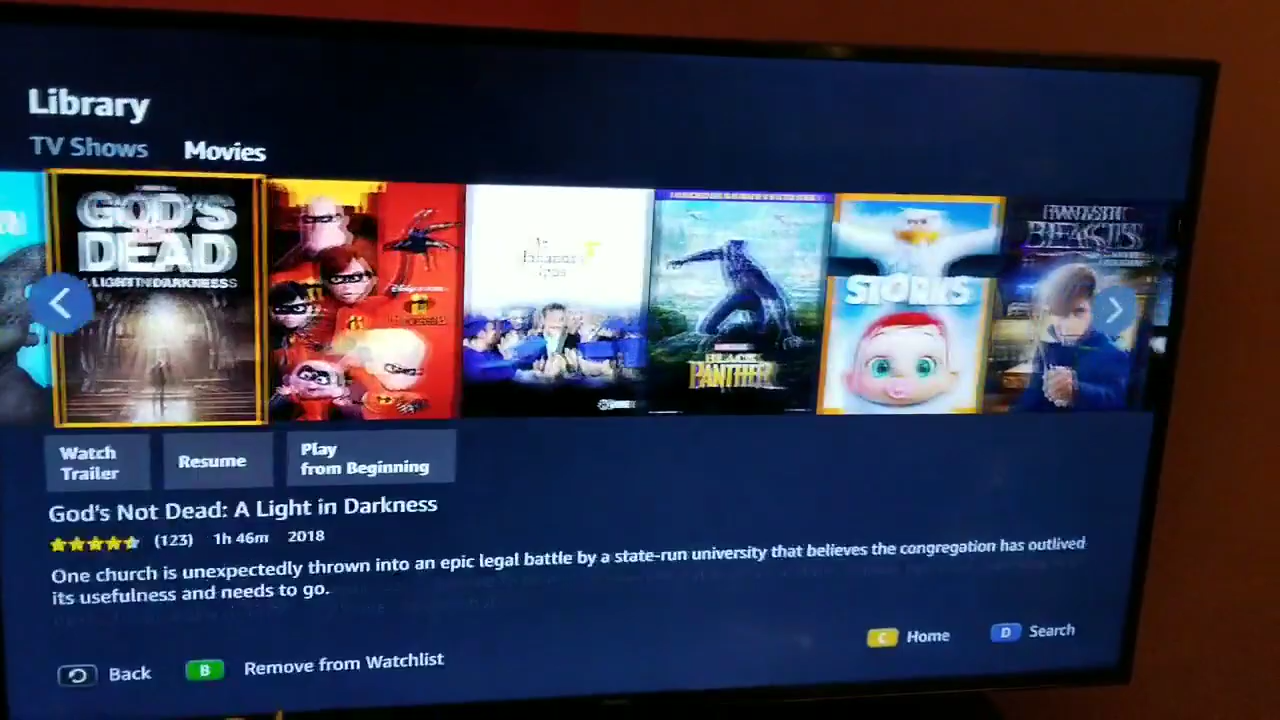 Library
TV Shows Movies
GOD'S
DEAD
A LIGHT IN DARKNESS
BLACK
PANTHER
STORKS
FANTASTIC
BEASTS
Watch
Trailer
Resume
Play
from Beginning
God's Not Dead: A Light in Darkness
(123) 1h 46m 2018
One church is unexpectedly thrown into an epic legal battle by a state-run university that believes the congregation has outlived
its usefulness and needs to go.
C Home D Search
Back B Remove from Watchlist